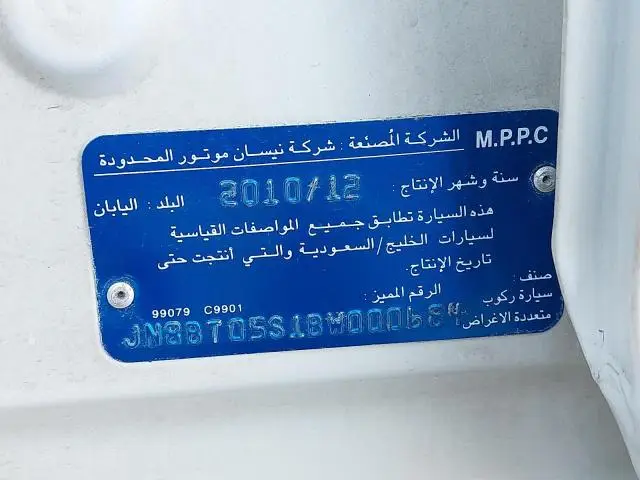 M.P.P.C الشركة المُصنعة : شركة نيسان موتور المحدودة
سنة وشهر الإنتاج : 2010/12 البلد : اليابان
هذه السيارة تطابق جميع المواصفات القياسية
لسيارات الخليج/السعودية والتي أنتجت حتى
تاريخ الإنتاج.
صنف :
سيارة ركوب
متعددة الأغراض
الرقم المميز :
99079 C9901